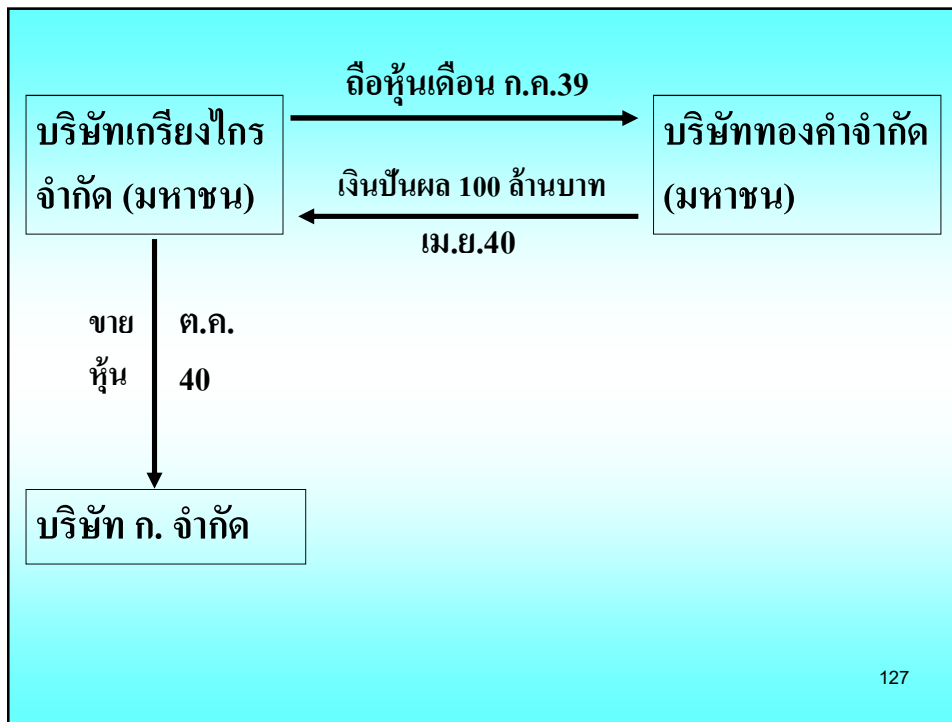 ถือหุ้นเดือน ก.ค.39
บริษัทเกรียงไกร
จำกัด (มหาชน)
บริษัททองคำจำกัด
(มหาชน)
เงินปันผล 100 ล้านบาท
เม.ย.40
ขาย ต.ค.
หุ้น 40
บริษัท ก. จำกัด
127